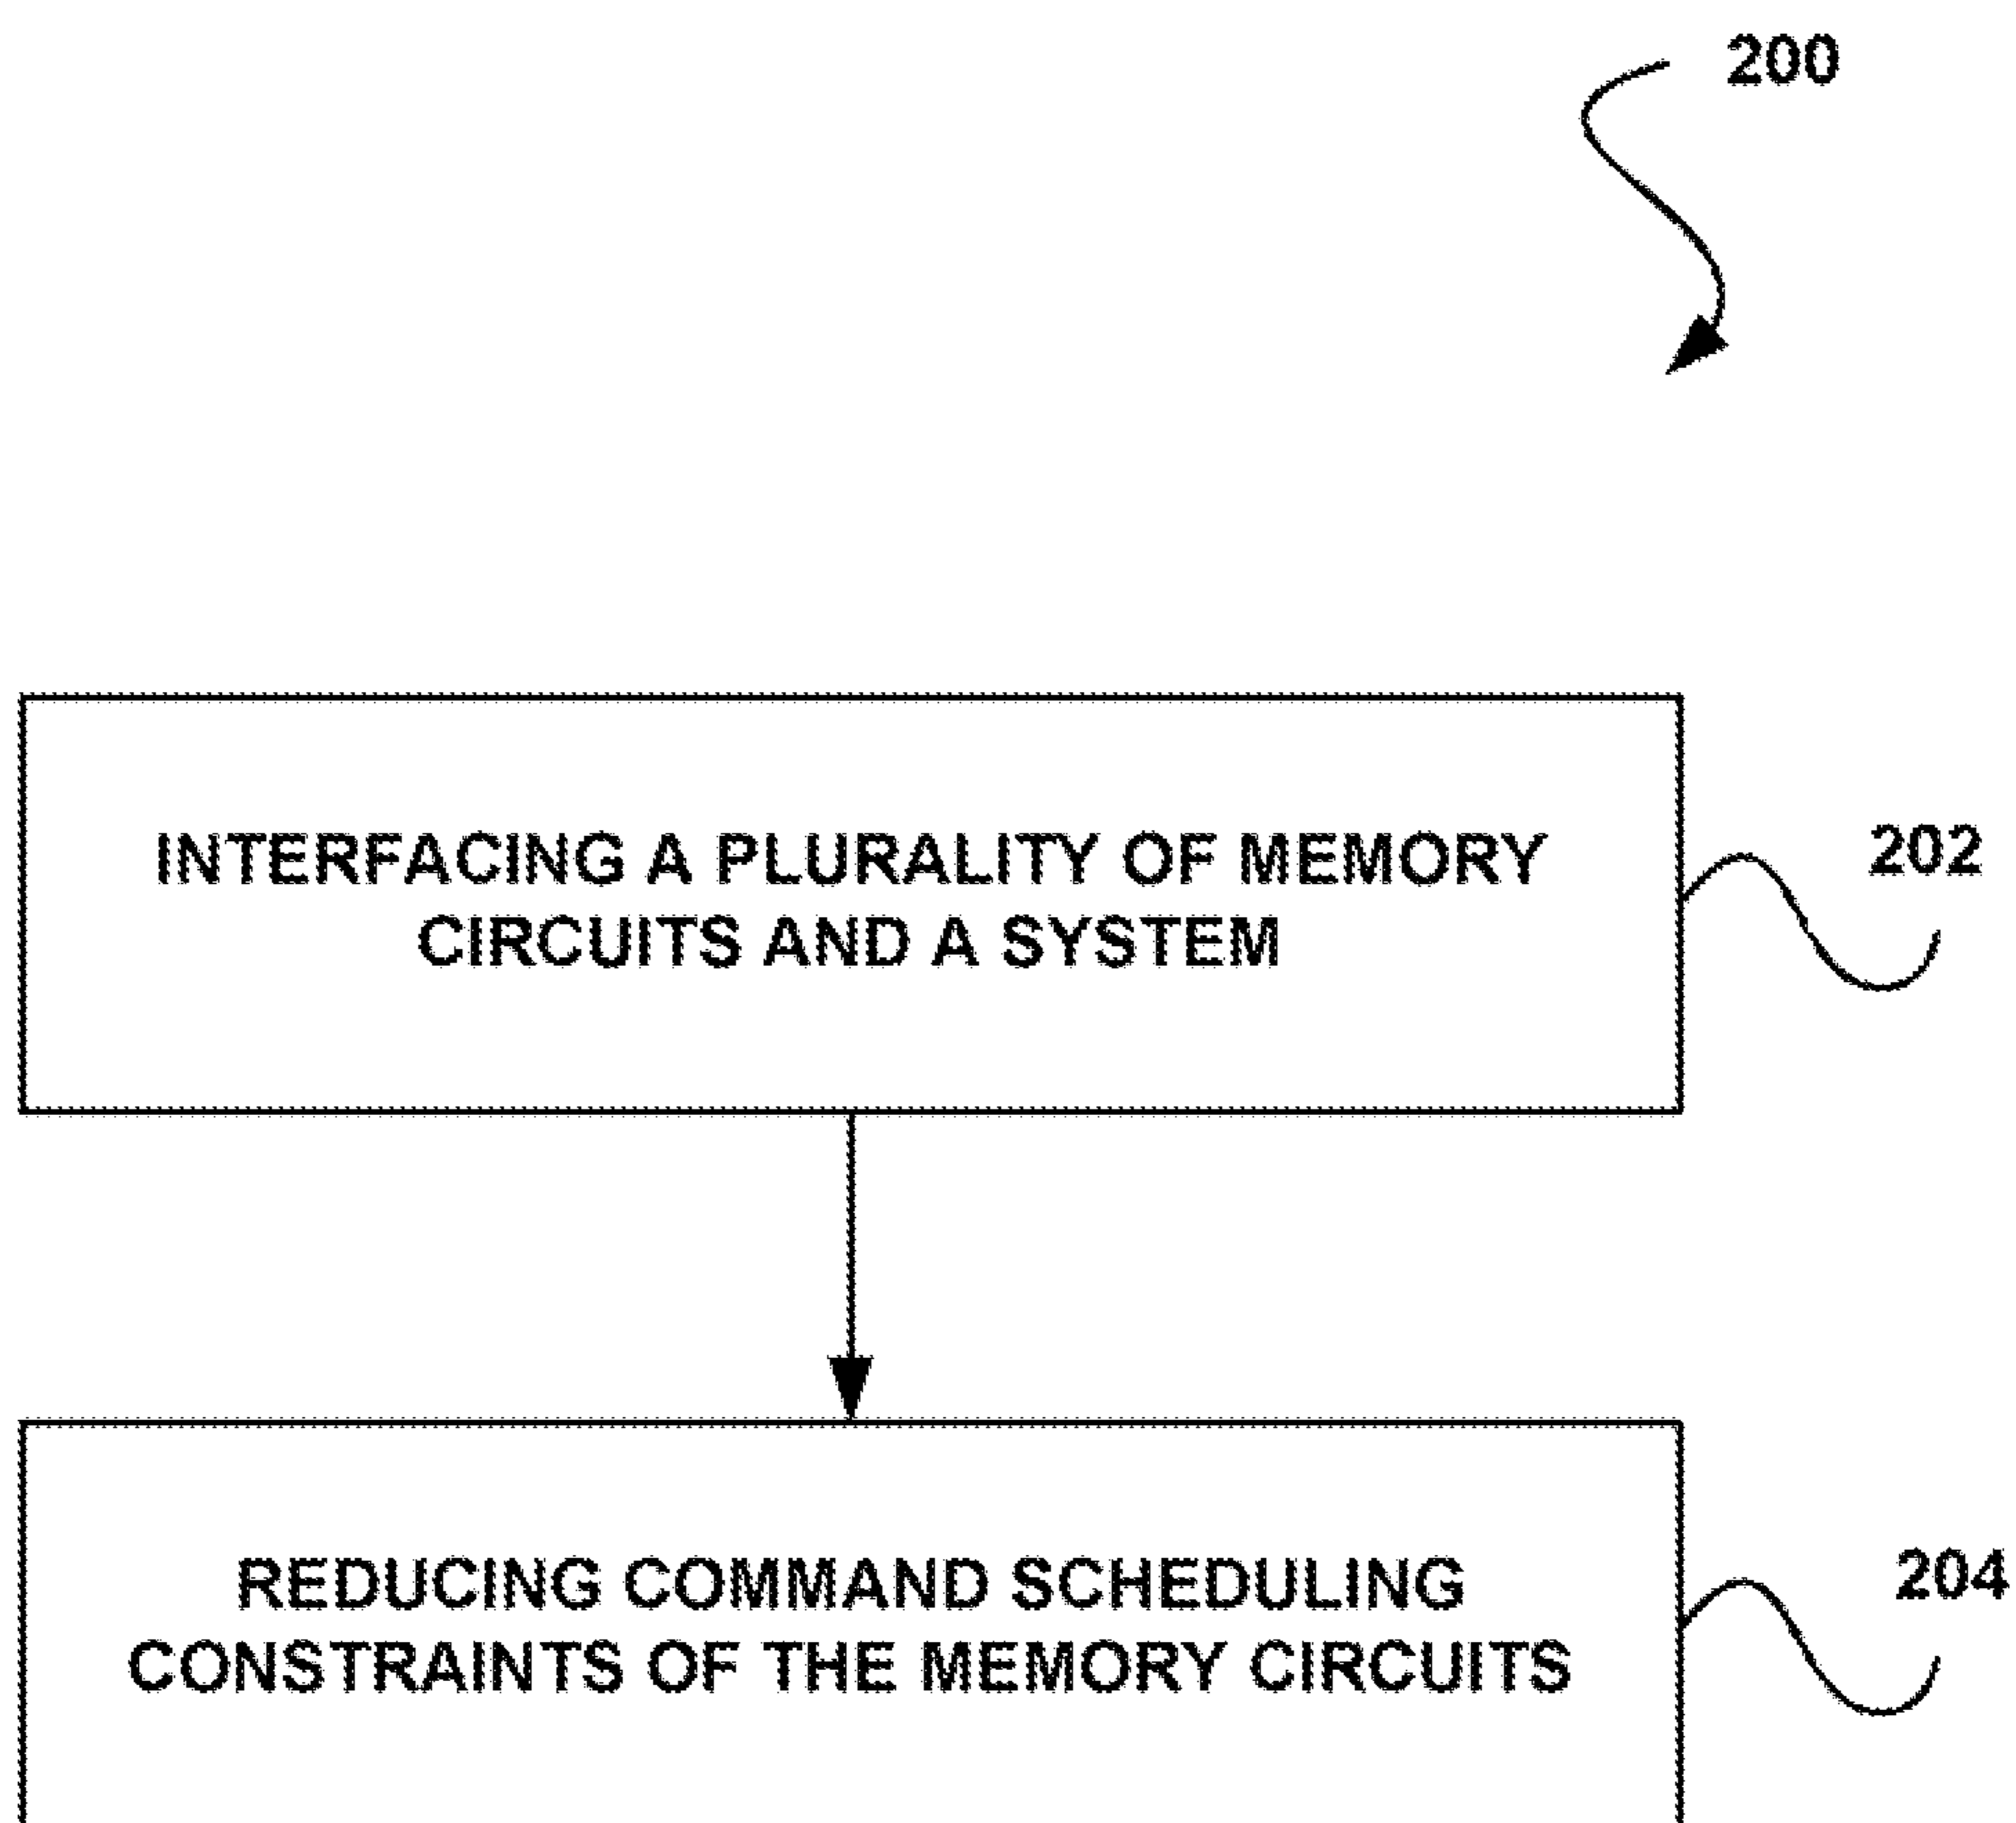 200
INTERFACING A PLURALITY OF MEMORY
CIRCUITS AND A SYSTEM
202
REDUCING COMMAND SCHEDULING
CONSTRAINTS OF THE MEMORY CIRCUITS
204